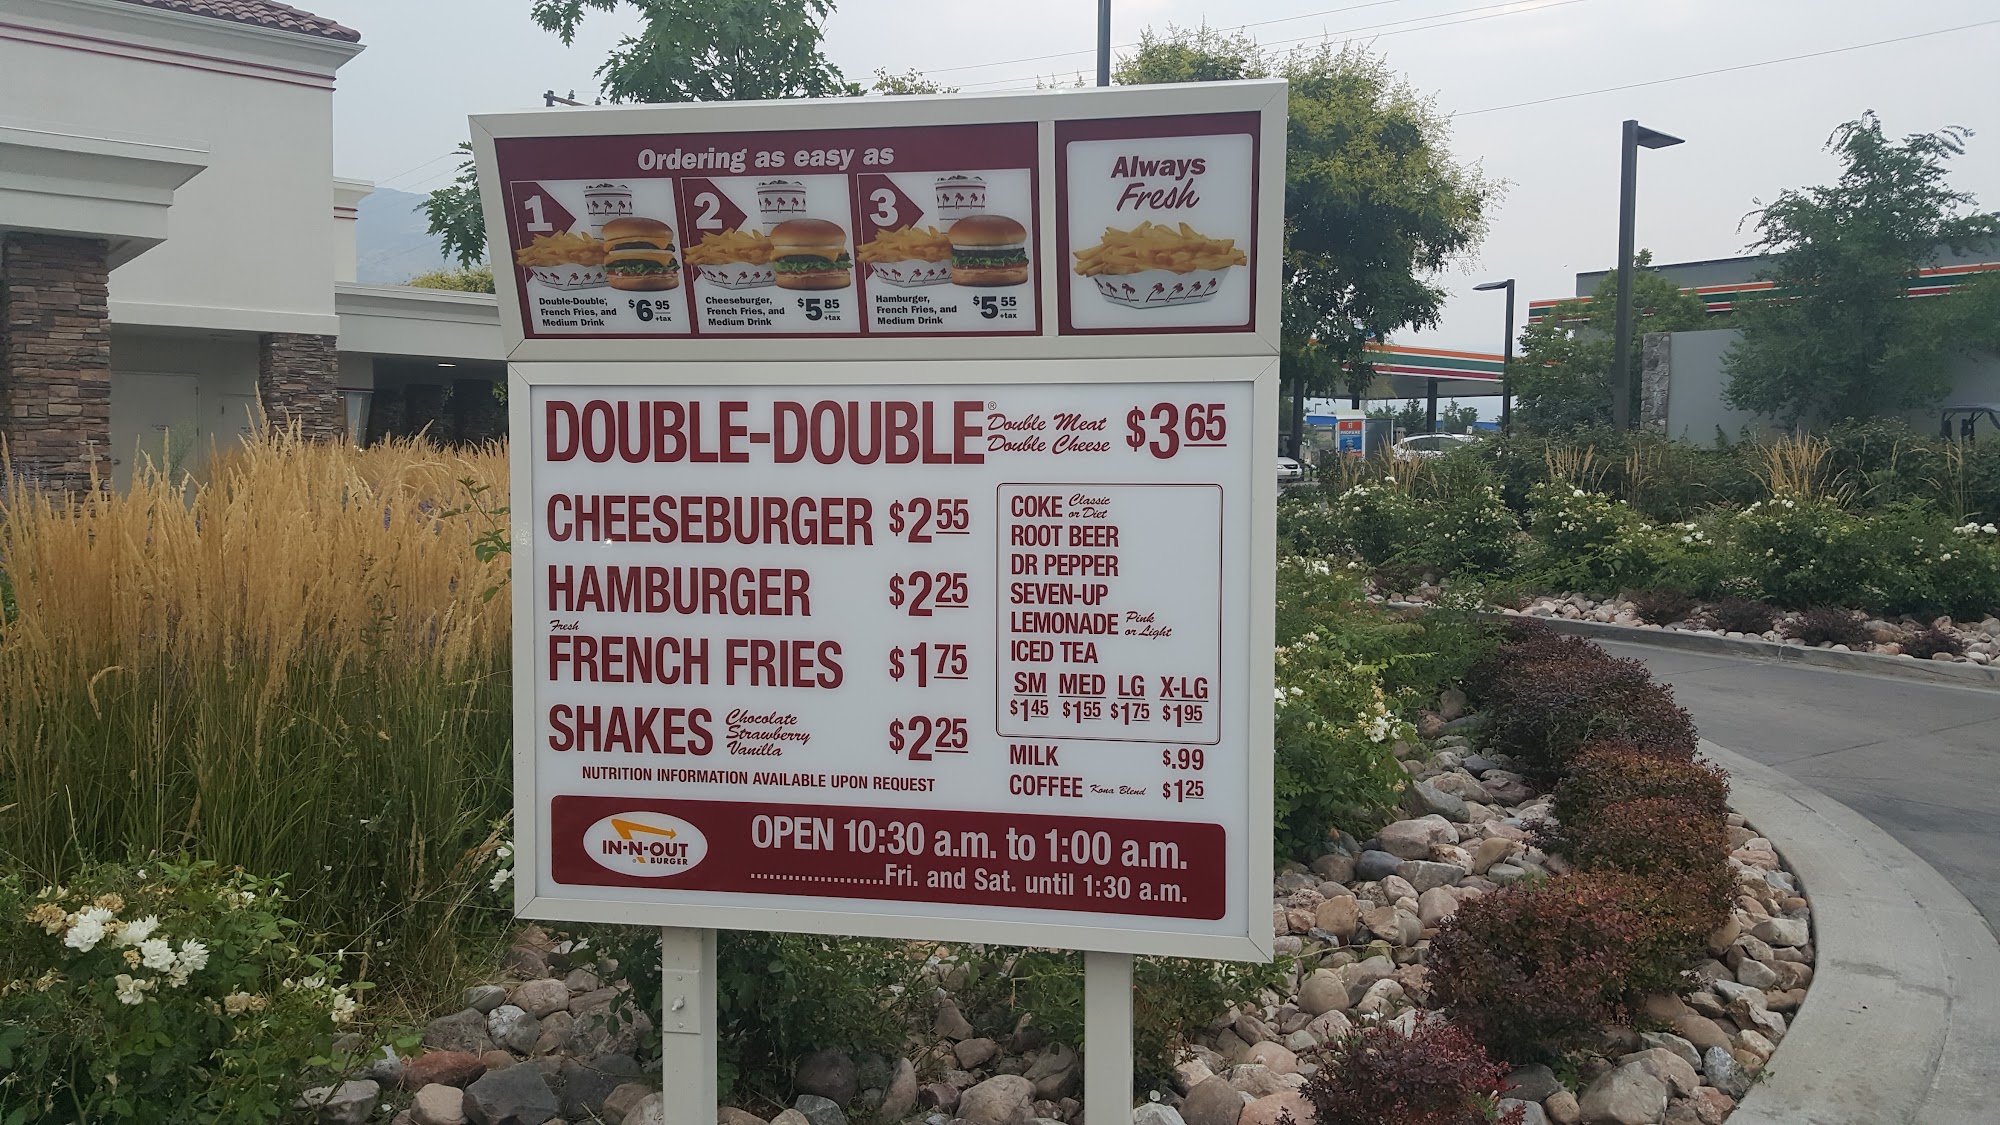 Ordering as easy as
1
Double-Double,
French Fries, and
Medium Drink
$6 95
+tax
2
Cheeseburger,
French Fries, and
Medium Drink
$5 85
+tax
3
Hamburger,
French Fries, and
Medium Drink
$5 55
+tax
Always
Fresh
DOUBLE-DOUBLE® Double Meat Double Cheese $3 65
CHEESEBURGER $2 55
HAMBURGER $2 25
Fresh
FRENCH FRIES $1 75
SHAKES Chocolate Strawberry Vanilla $2 25
NUTRITION INFORMATION AVAILABLE UPON REQUEST
COKE Classic or Diet
ROOT BEER
DR PEPPER
SEVEN-UP
LEMONADE Pink or Light
ICED TEA
SM MED LG X-LG
$1 45 $1 55 $1 75 $1 95
MILK $.99
COFFEE Kona Blend $1 25
IN-N-OUT
BURGER
OPEN 10:30 a.m. to 1:00 a.m.
.....................Fri. and Sat. until 1:30 a.m.